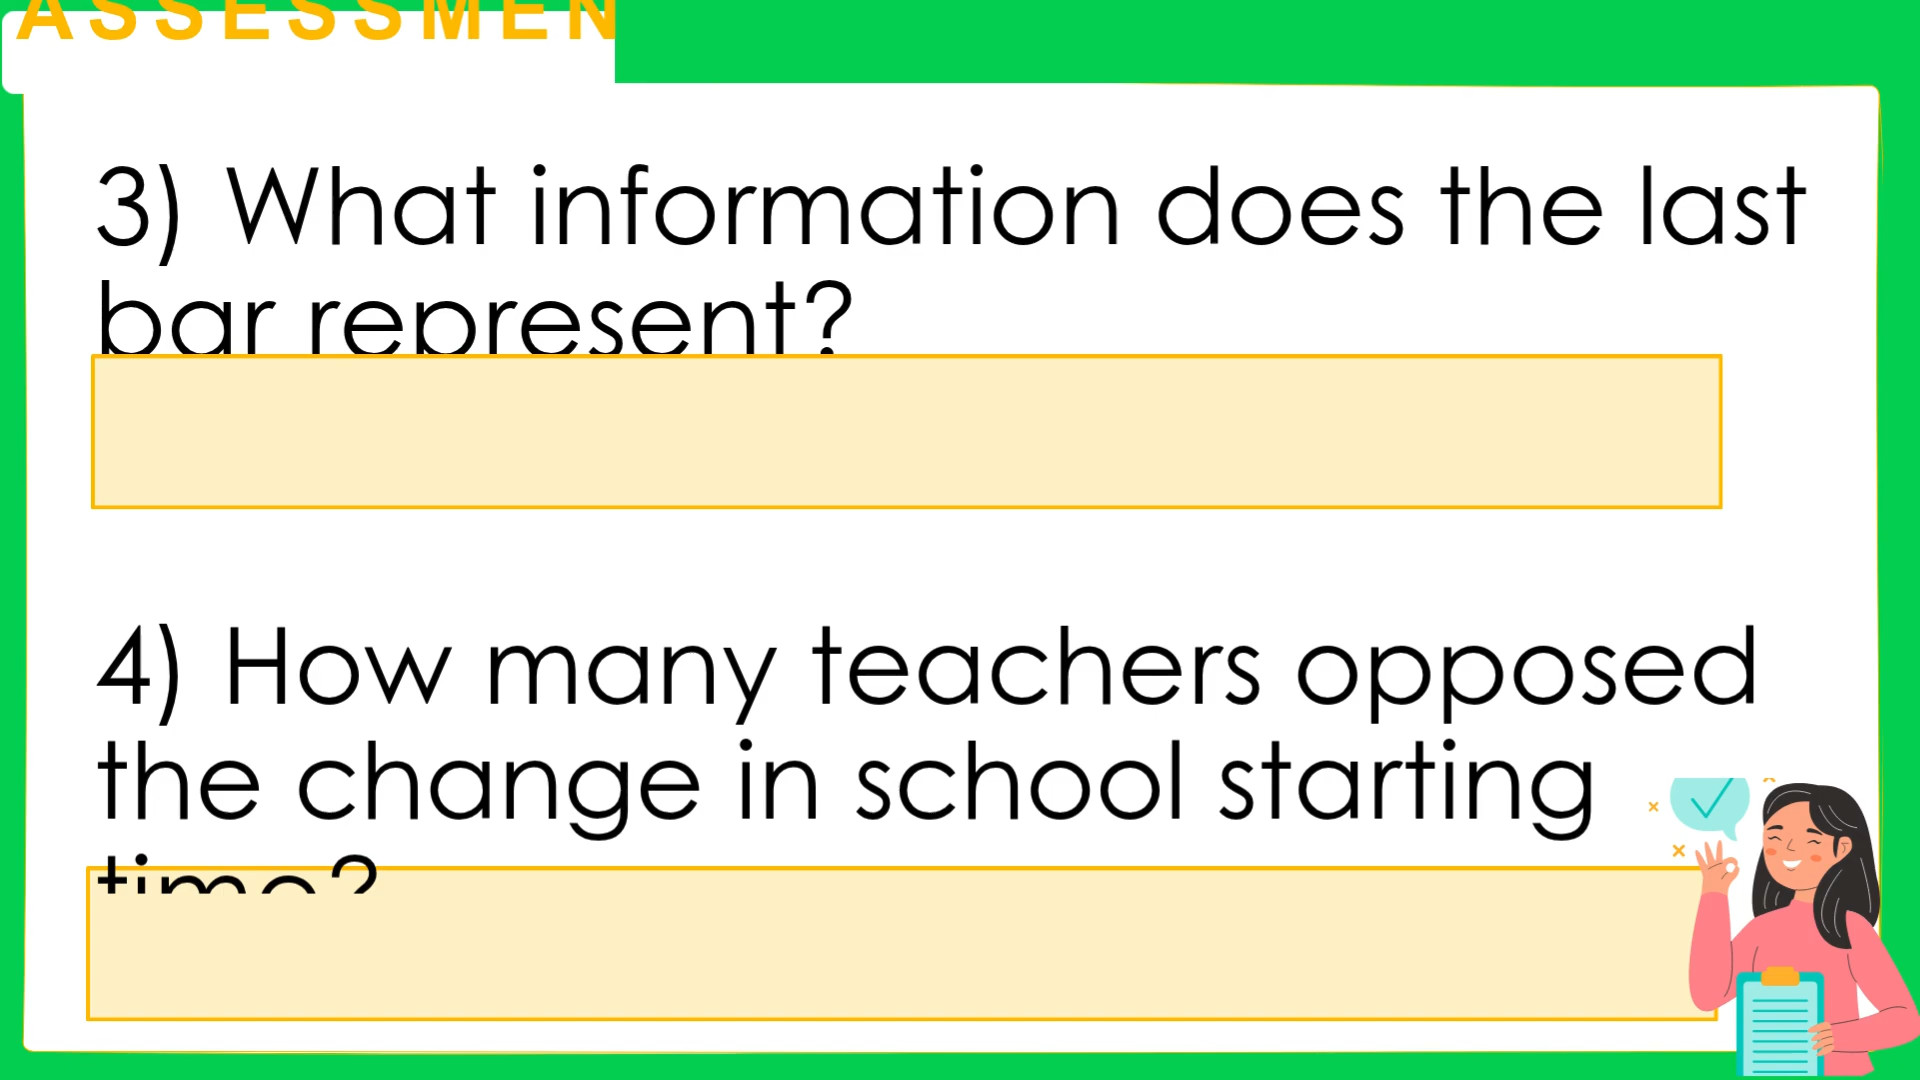 ASSESSMEN
3) What information does the last
bar represent?
4) How many teachers opposed
the change in school starting
time?